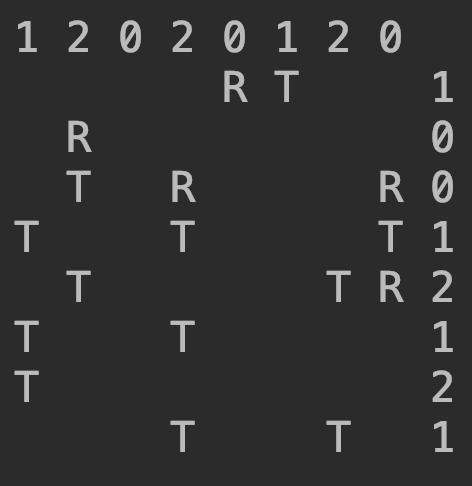 1 2 0 2 0 1 2 0
        R T       1
  R               0
  T   R       R 0
T     T       T 1
  T         T R 2
T     T           1
T                 2
      T     T     1